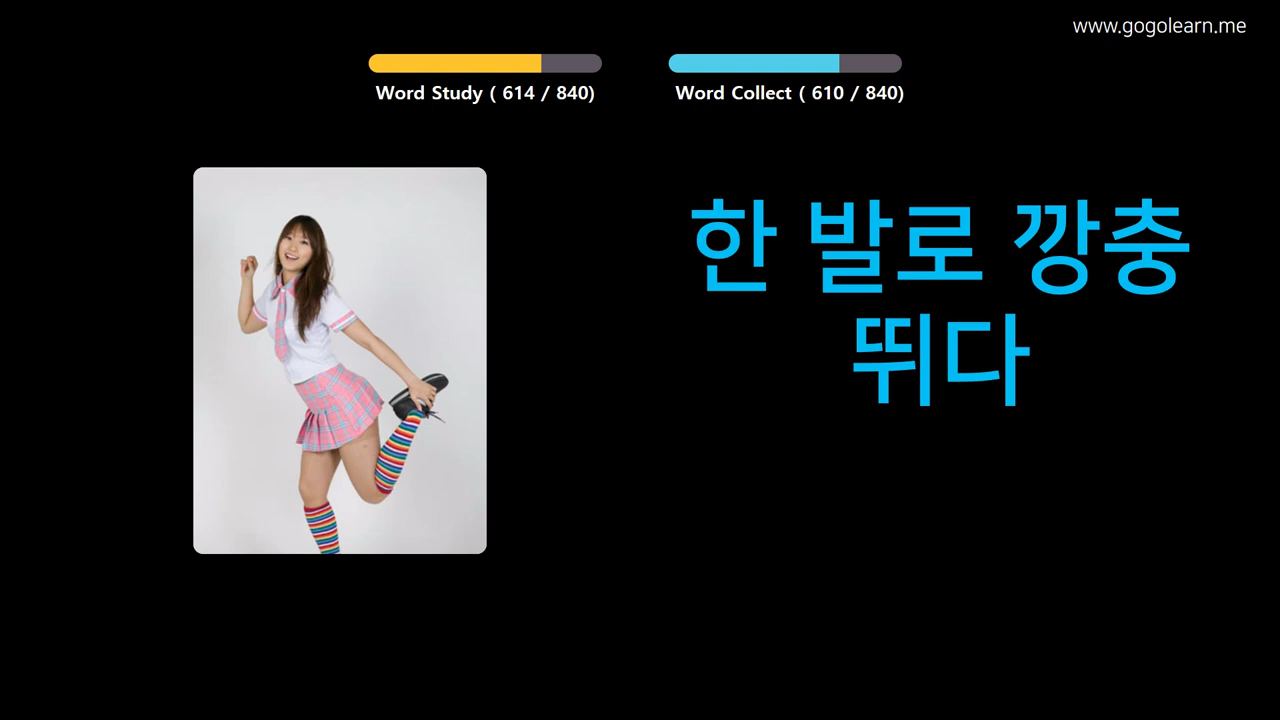 www.gogolearn.me
Word Study ( 614 / 840)
Word Collect ( 610 / 840)
한 발로 깡충
뛰다